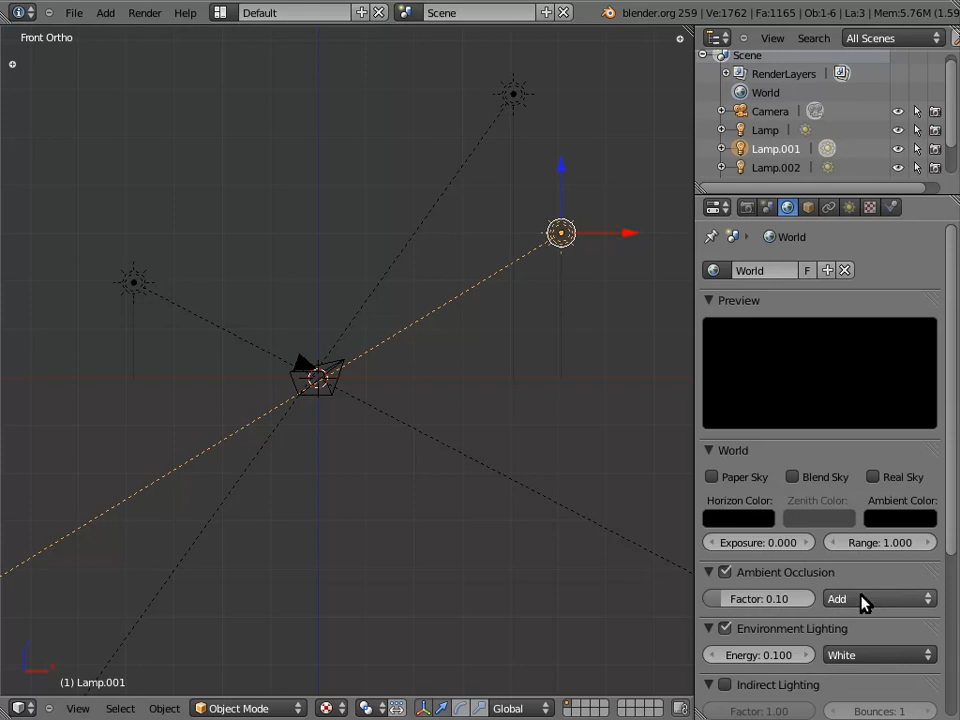 File Add Render Help Default Scene blender.org 259 | Ve:1762 | Fa:1165 | Ob:1-6 | La:3 | Mem:5.76M (1.59
Front Ortho
View Search All Scenes
Scene
RenderLayers |
World
Camera |
Lamp |
Lamp.001 |
Lamp.002 |
World
World F
Preview
World
Paper Sky Blend Sky Real Sky
Horizon Color: Zenith Color: Ambient Color:
Exposure: 0.000 Range: 1.000
Ambient Occlusion
Factor: 0.10 Add
Environment Lighting
Energy: 0.100 White
Indirect Lighting
Factor: 1.00 Bounces: 1
(1) Lamp.001
View Select Object Object Mode Global